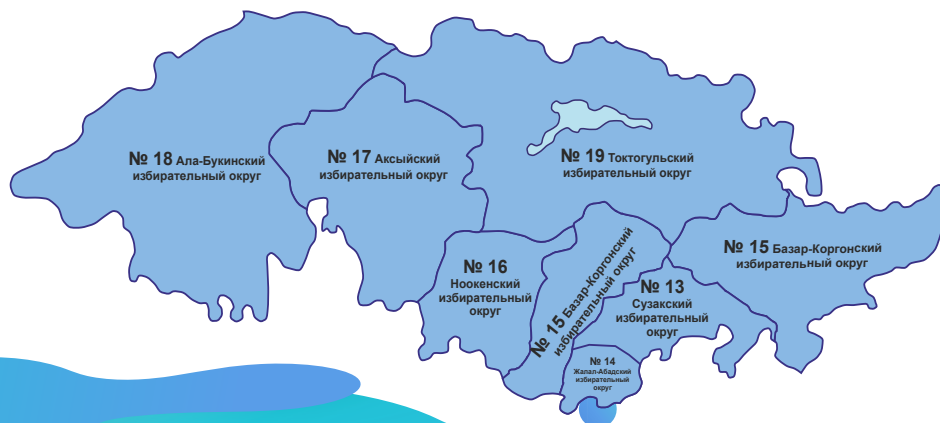 № 18 Ала-Букинский
избирательный округ
№ 17 Аксыйский
избирательный округ
№ 19 Токтогульский
избирательный округ
№ 16
Ноокенский
избирательный
округ
№ 15 Базар-Коргонский
избирательный округ
№ 13
Сузакский
избирательный
округ
№ 15 Базар-Коргонский
избирательный округ
№ 14
Жалал-Абадский
избирательный
округ